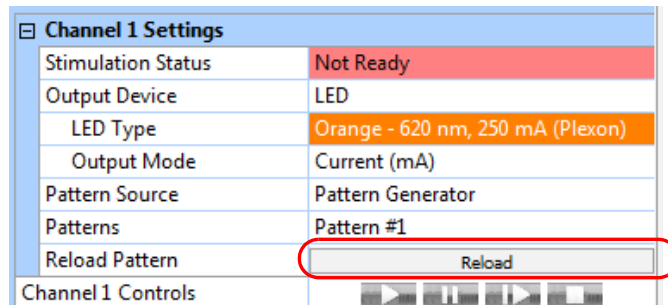 Channel 1 Settings
Stimulation Status Not Ready
Output Device LED
LED Type Orange - 620 nm, 250 mA (Plexon)
Output Mode Current (mA)
Pattern Source Pattern Generator
Patterns Pattern #1
Reload Pattern Reload
Channel 1 Controls